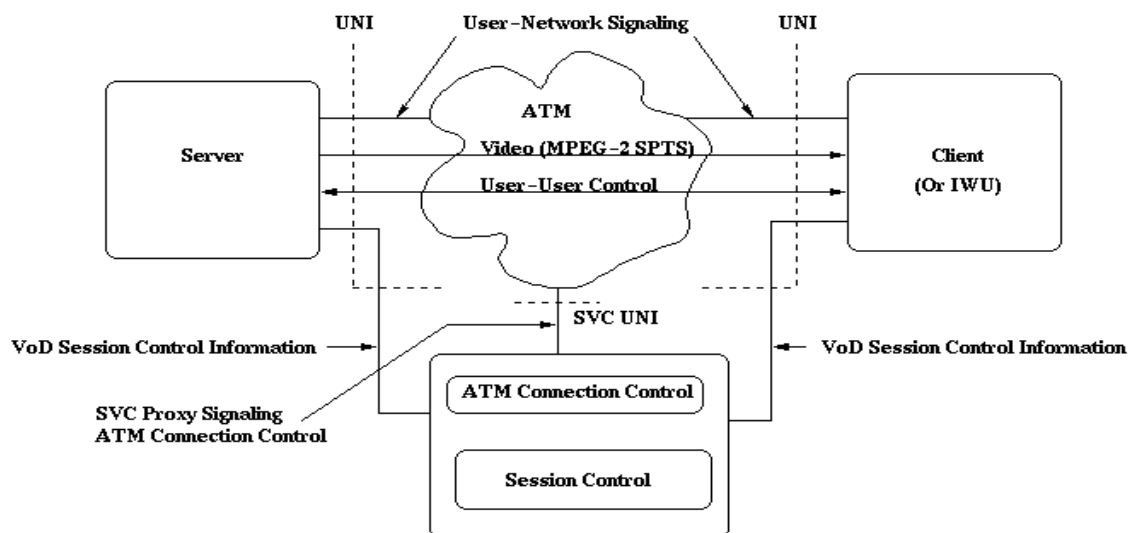 UNI
User-Network Signaling
UNI
ATM
Server
Video (MPEG-2 SPTS)
Client
(Or IWU)
User-User Control
SVC UNI
VoD Session Control Information
VoD Session Control Information
ATM Connection Control
SVC Proxy Signaling
ATM Connection Control
Session Control